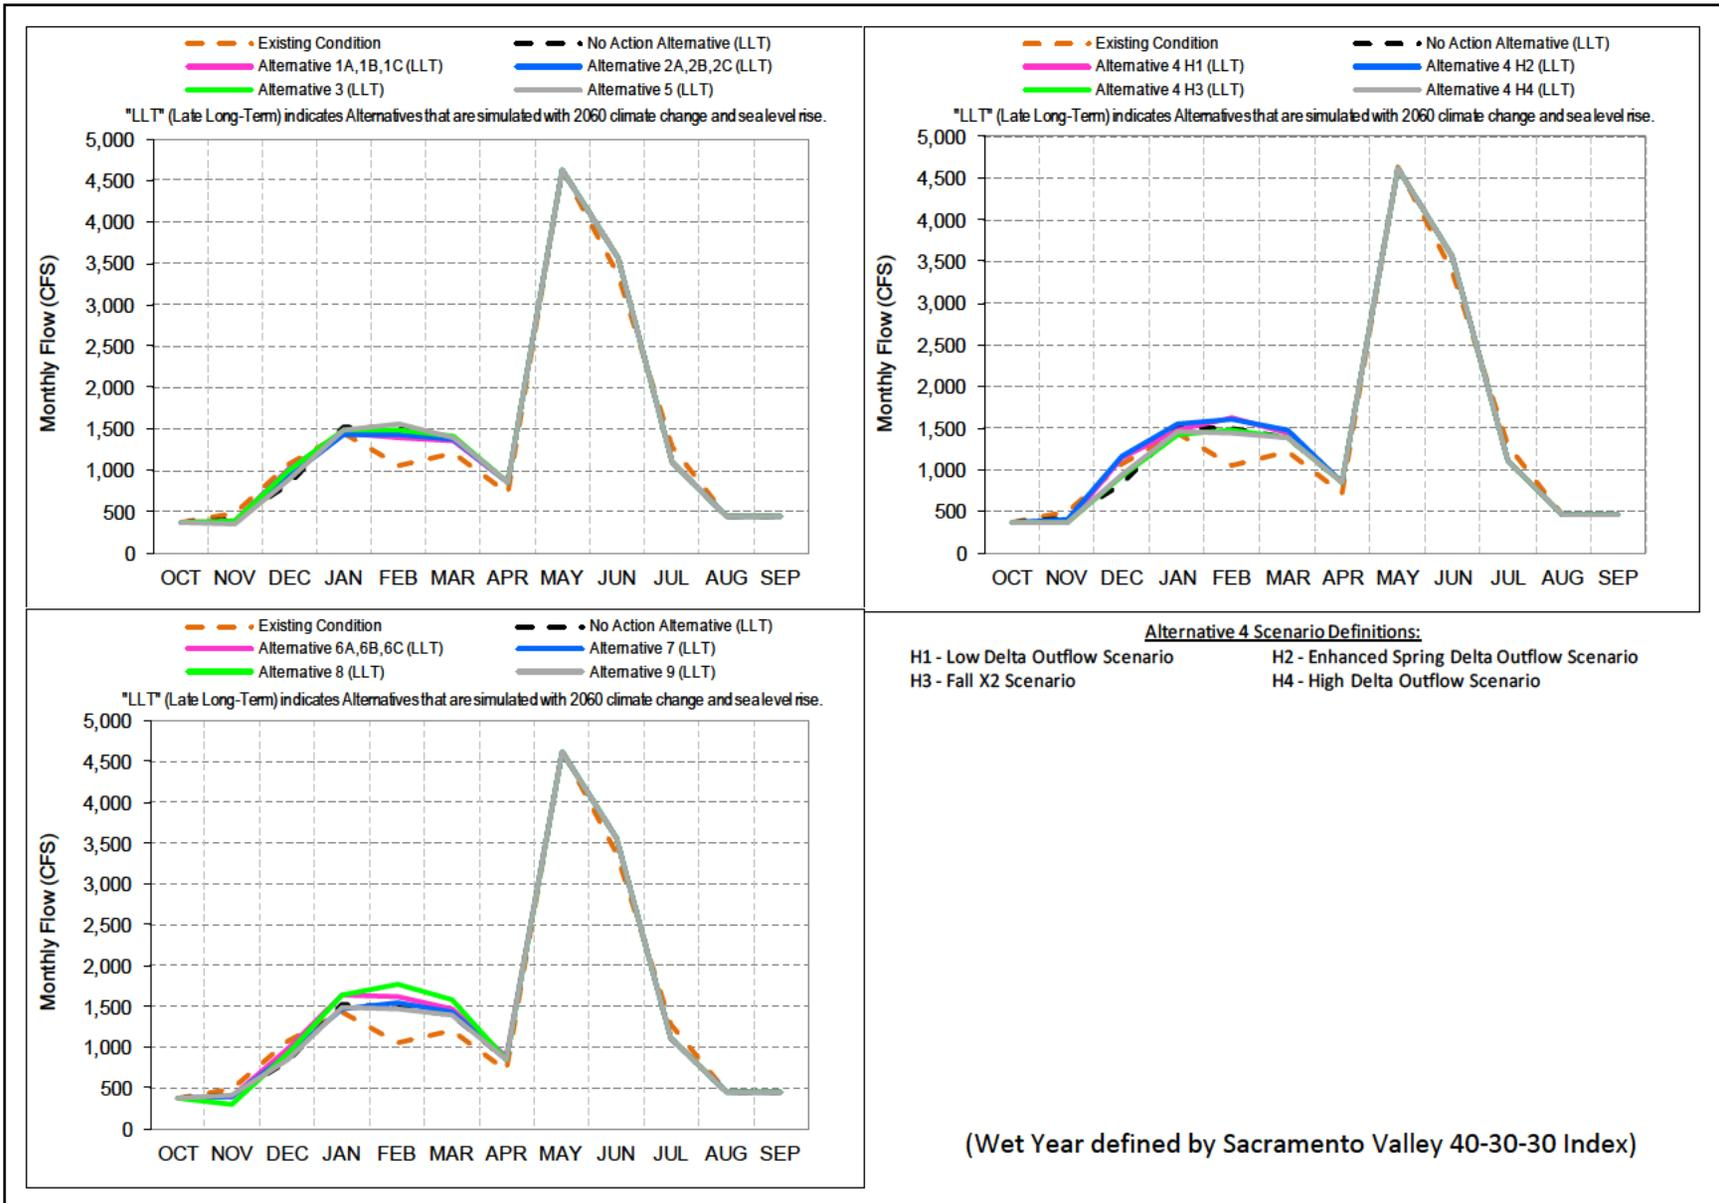 Existing Condition No Action Alternative (LLT)
Alternative 1A,1B,1C (LLT) Alternative 2A,2B,2C (LLT)
Alternative 3 (LLT) Alternative 5 (LLT)
"LLT" (Late Long-Term) indicates Alternatives that are simulated with 2060 climate change and sea level rise.
Monthly Flow (CFS)
5,000
4,500
4,000
3,500
3,000
2,500
2,000
1,500
1,000
500
0
OCT NOV DEC JAN FEB MAR APR MAY JUN JUL AUG SEP
Existing Condition No Action Alternative (LLT)
Alternative 4 H1 (LLT) Alternative 4 H2 (LLT)
Alternative 4 H3 (LLT) Alternative 4 H4 (LLT)
"LLT" (Late Long-Term) indicates Alternatives that are simulated with 2060 climate change and sea level rise.
Monthly Flow (CFS)
5,000
4,500
4,000
3,500
3,000
2,500
2,000
1,500
1,000
500
0
OCT NOV DEC JAN FEB MAR APR MAY JUN JUL AUG SEP
Existing Condition No Action Alternative (LLT)
Alternative 6A,6B,6C (LLT) Alternative 7 (LLT)
Alternative 8 (LLT) Alternative 9 (LLT)
"LLT" (Late Long-Term) indicates Alternatives that are simulated with 2060 climate change and sea level rise.
Monthly Flow (CFS)
5,000
4,500
4,000
3,500
3,000
2,500
2,000
1,500
1,000
500
0
OCT NOV DEC JAN FEB MAR APR MAY JUN JUL AUG SEP
Alternative 4 Scenario Definitions:
H1 - Low Delta Outflow Scenario H2 - Enhanced Spring Delta Outflow Scenario
H3 - Fall X2 Scenario H4 - High Delta Outflow Scenario
(Wet Year defined by Sacramento Valley 40-30-30 Index)